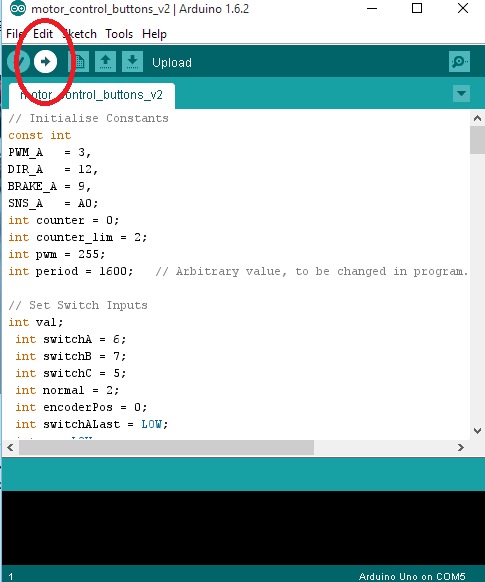 motor_control_buttons_v2 | Arduino 1.6.2
File Edit Sketch Tools Help
Upload
motor_control_buttons_v2
// Initialise Constants
const int
PWM_A   = 3,
DIR_A   = 12,
BRAKE_A = 9,
SNS_A   = A0;
int counter = 0;
int counter_lim = 2;
int pwm = 255;
int period = 1600;   // Arbitrary value, to be changed in program.
// Set Switch Inputs
int val;
int switchA = 6;
int switchB = 7;
int switchC = 5;
int normal = 2;
int encoderPos = 0;
int switchALast = LOW;
1
Arduino Uno on COM5